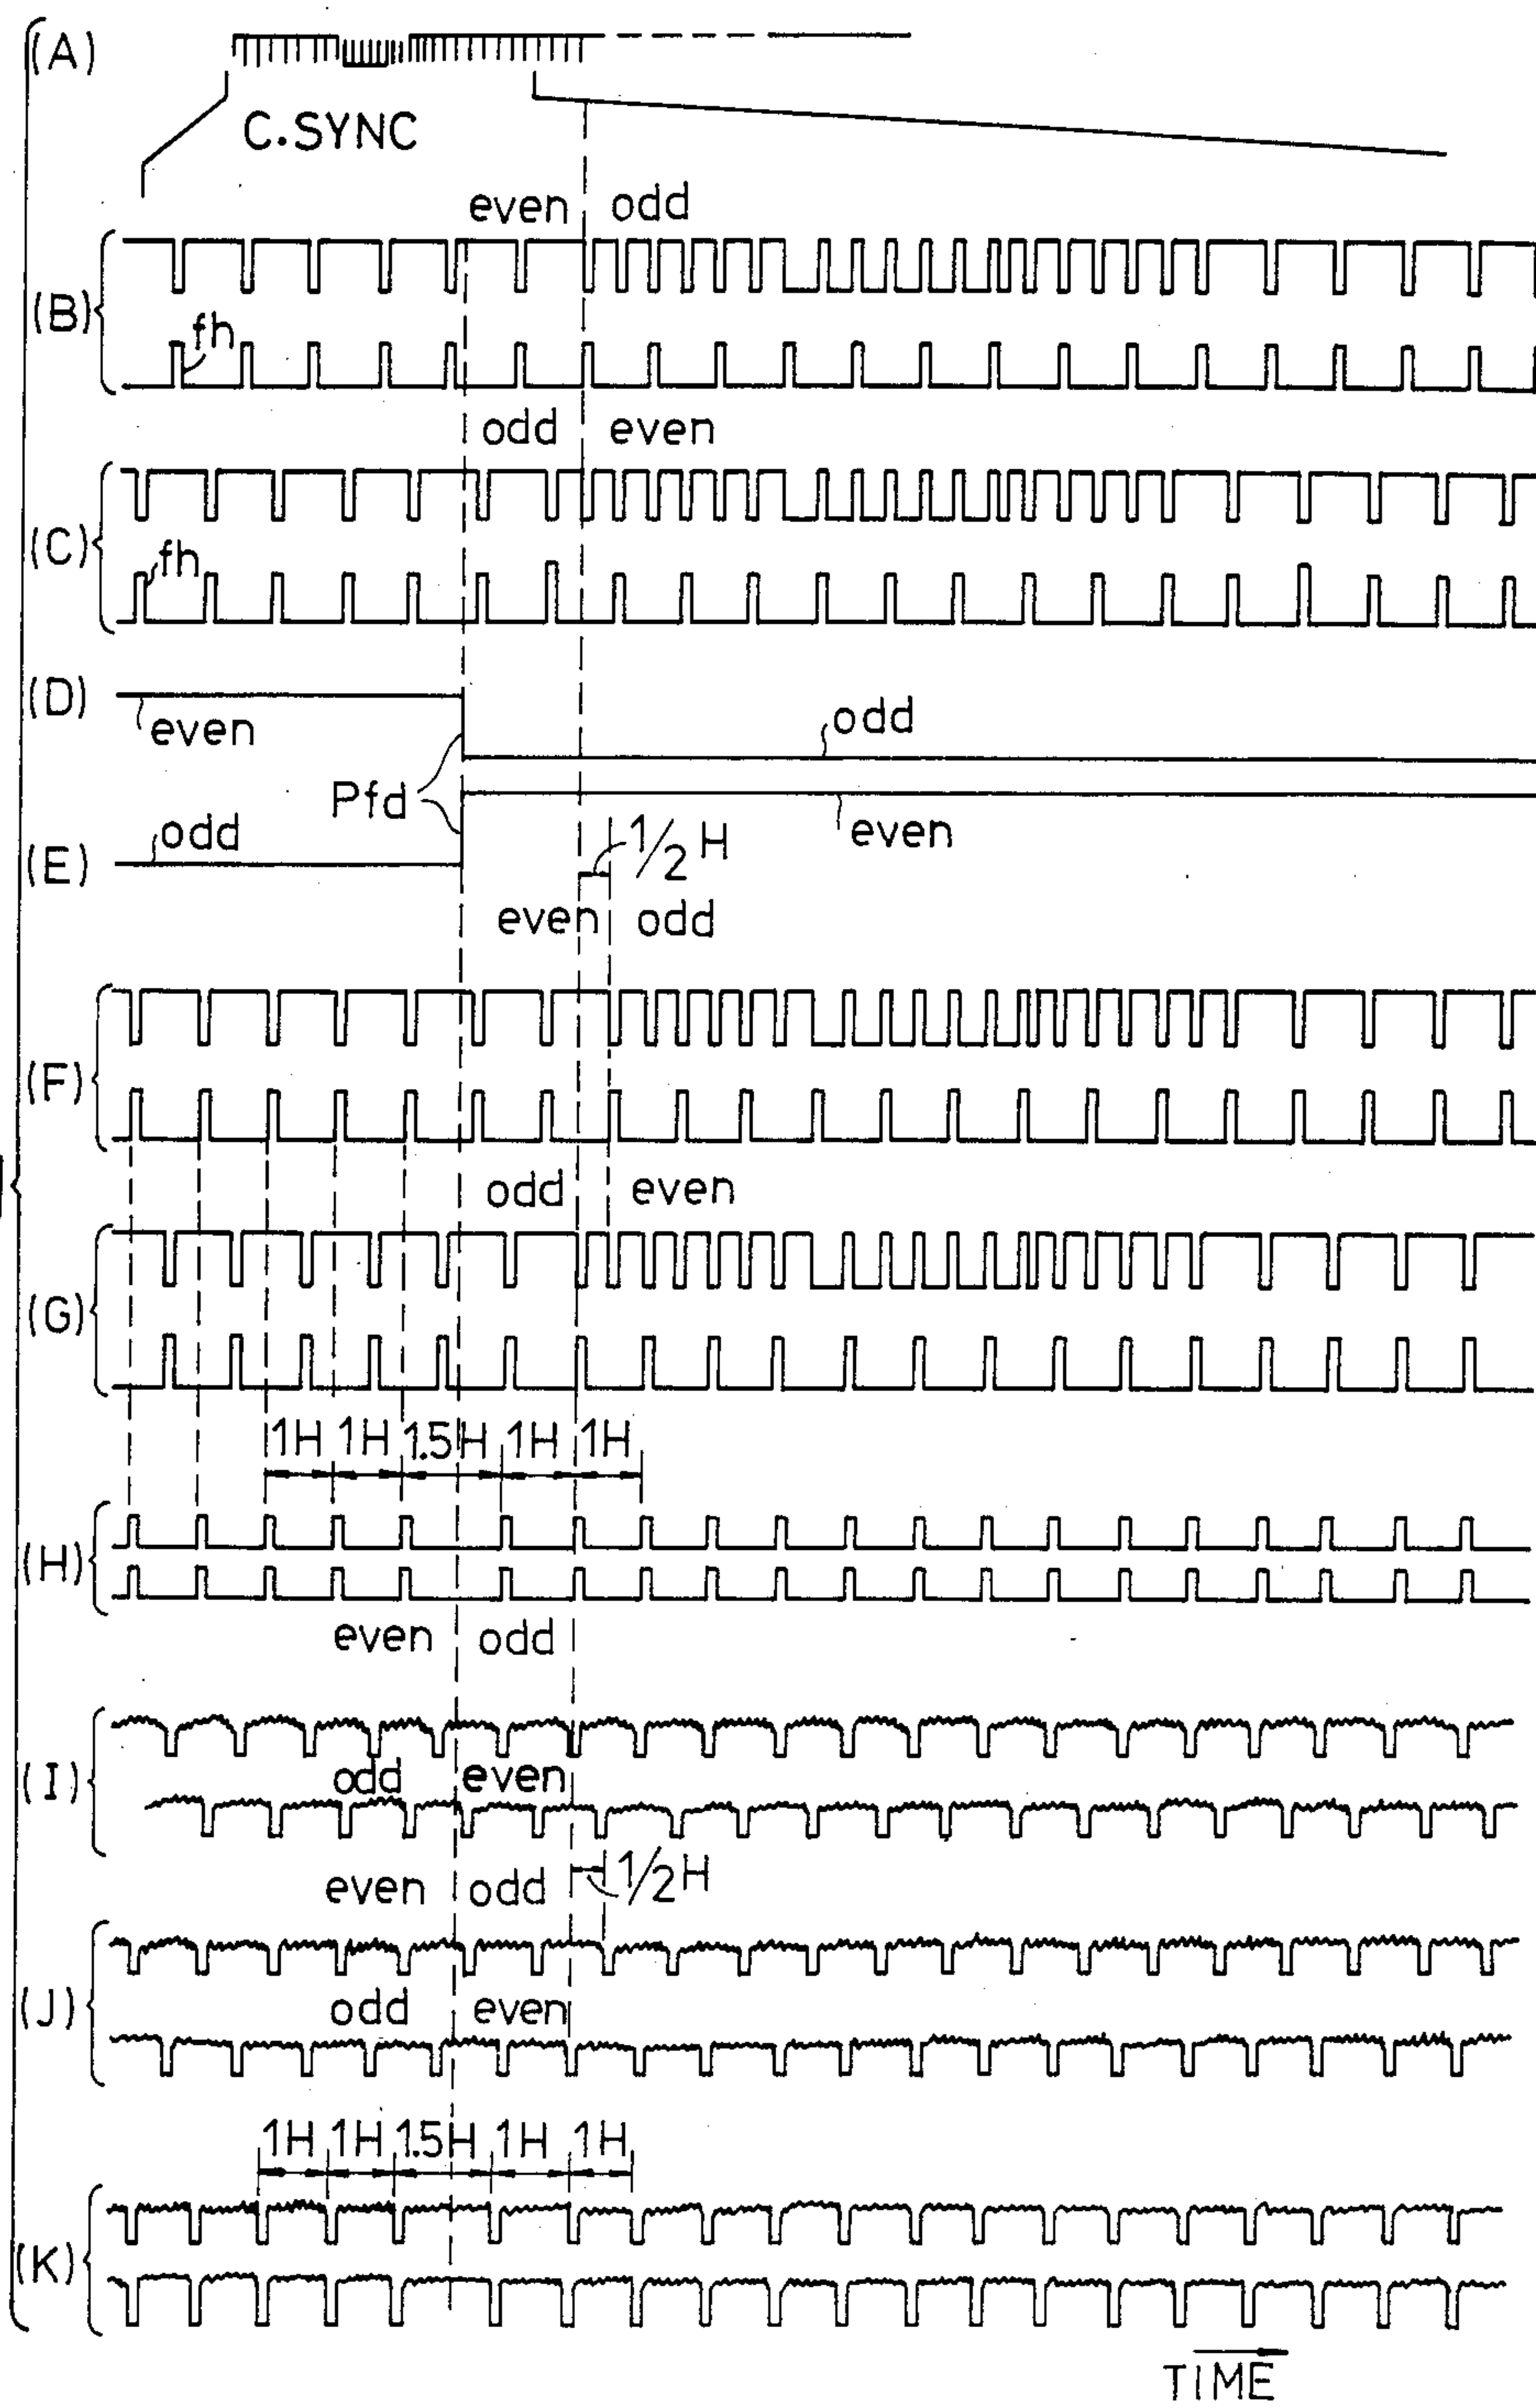 (A)
C.SYNC
even odd
(B)
fh
odd even
(C)
fh
(D)
even
odd
Pfd
even
odd
(E)
1/2 H
even odd
(F)
odd even
(G)
1H 1H 1.5H 1H 1H
(H)
even odd
(I)
odd even
1/2 H
even odd
(J)
odd even
1H 1H 1.5H 1H 1H
(K)
TIME